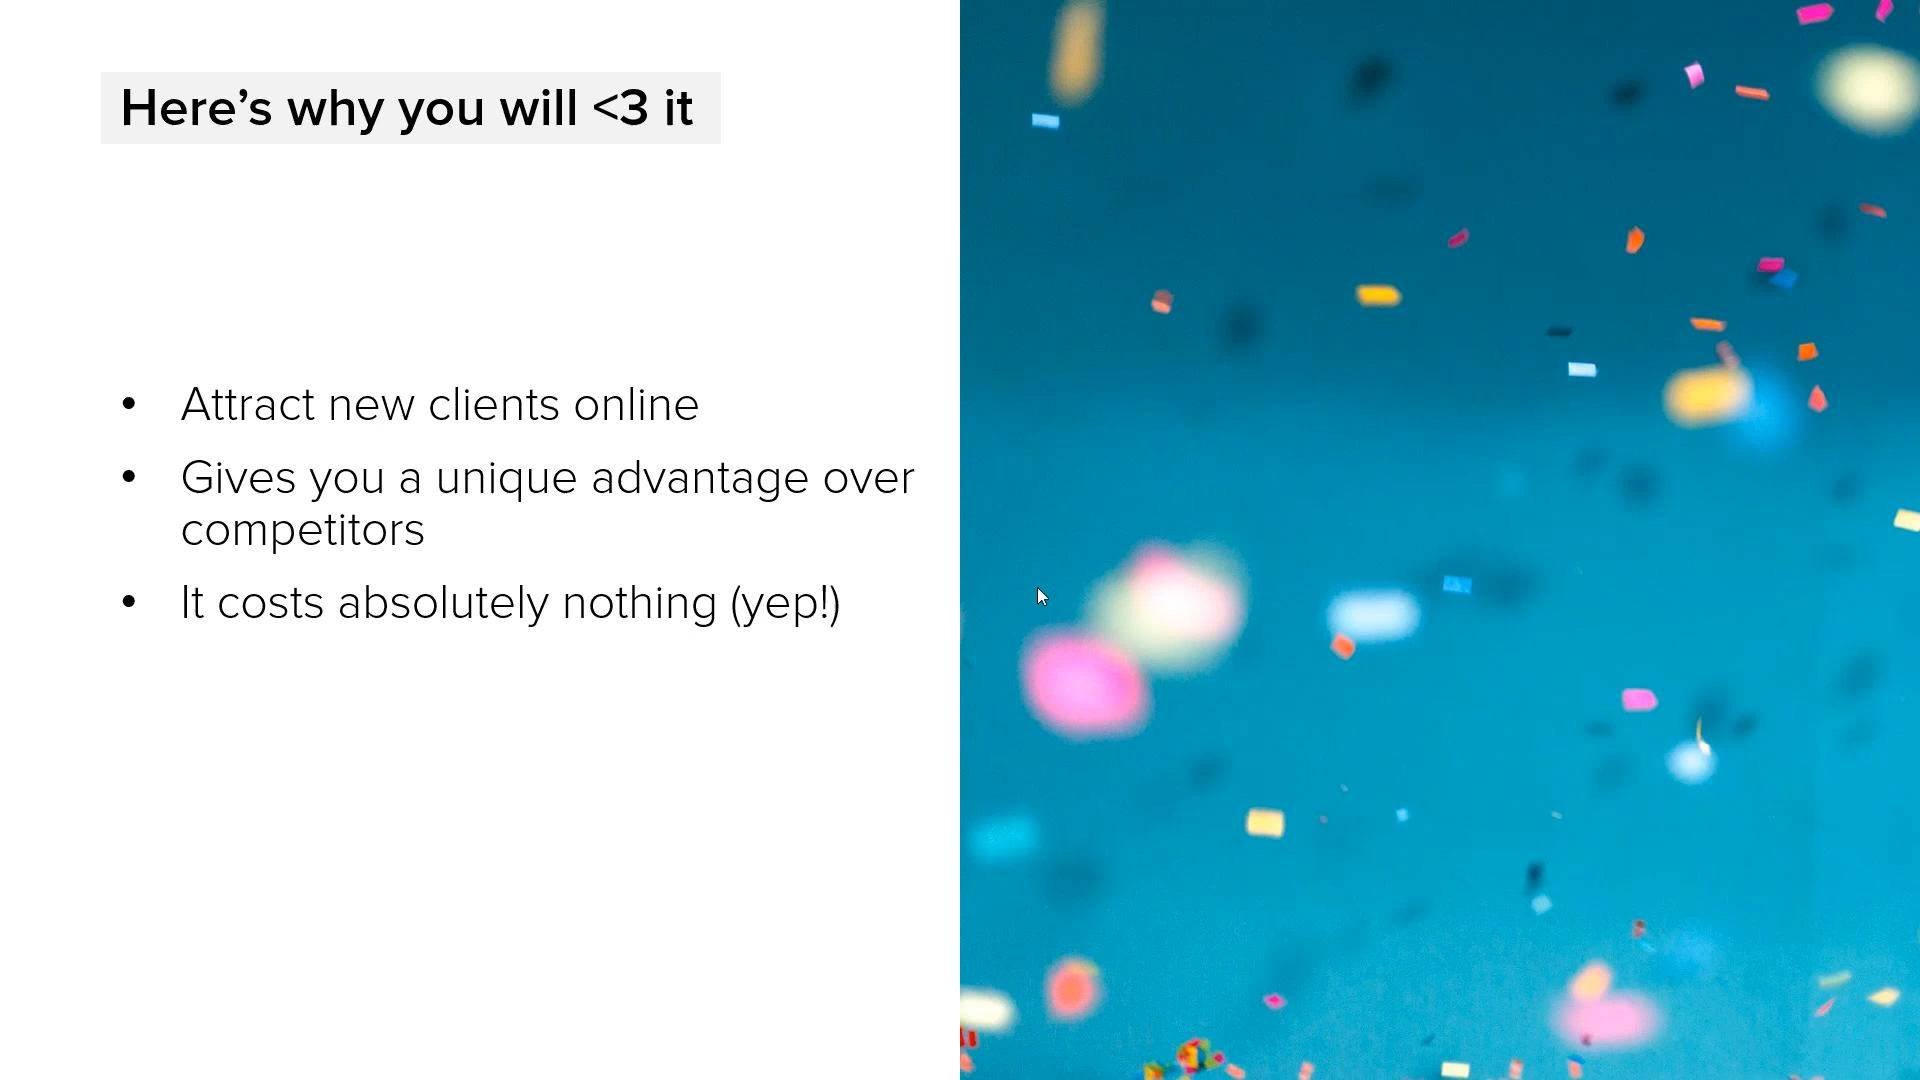 Here’s why you will <3 it
• Attract new clients online
• Gives you a unique advantage over
competitors
• It costs absolutely nothing (yep!)